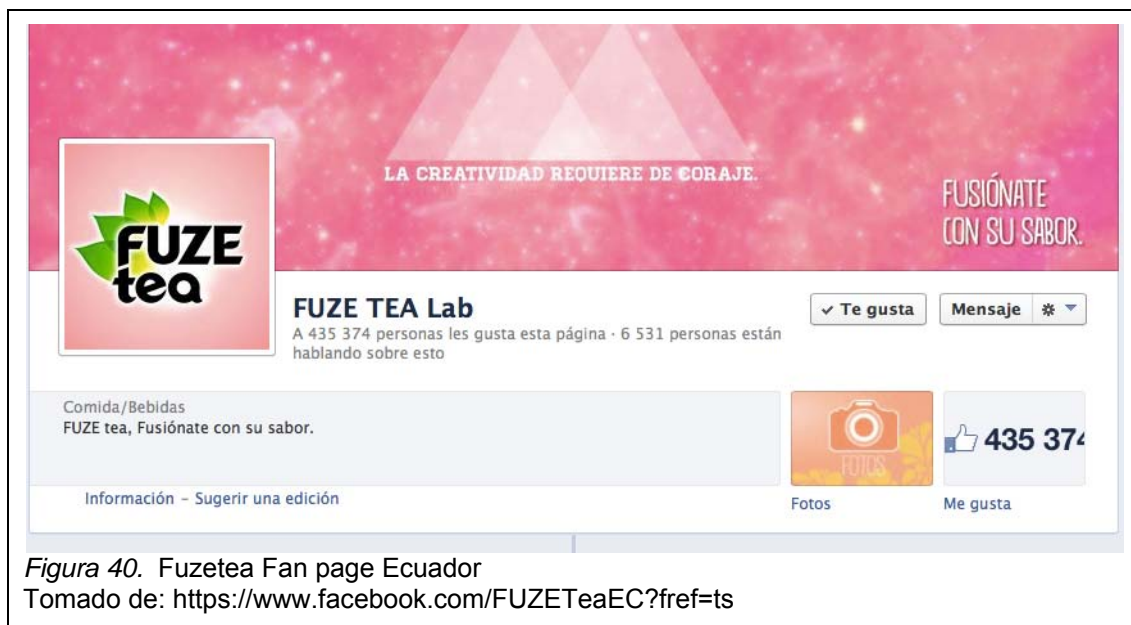 LA CREATIVIDAD REQUIERE DE CORAJE.
FUSIÓNATE
CON SU SABOR.
FUZE
tea
FUZE TEA Lab
A 435 374 personas les gusta esta página · 6 531 personas están
hablando sobre esto
✓ Te gusta
Mensaje
Comida/Bebidas
FUZE tea, Fusiónate con su sabor.
FOTOS
435 374
Información – Sugerir una edición
Fotos
Me gusta
Figura 40. Fuzetea Fan page Ecuador
Tomado de: https://www.facebook.com/FUZETeaEC?fref=ts